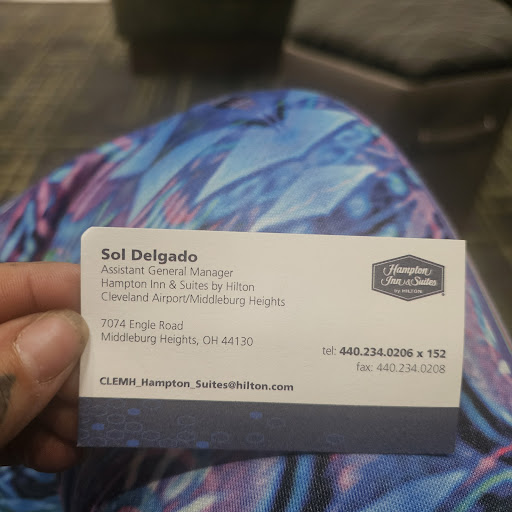 Sol Delgado
Assistant General Manager
Hampton Inn & Suites by Hilton
Cleveland Airport/Middleburg Heights
Hampton
Inn & Suites
by HILTON
7074 Engle Road
Middleburg Heights, OH 44130
tel: 440.234.0206 x 152
fax: 440.234.0208
CLEMH_Hampton_Suites@hilton.com